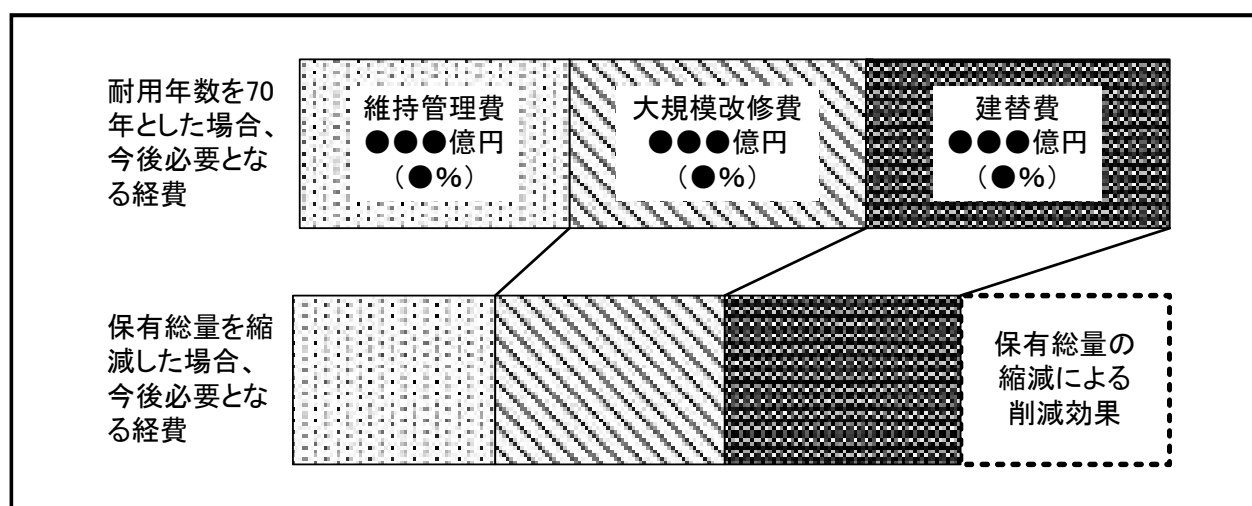 耐用年数を70
年とした場合、
今後必要とな
る経費
維持管理費
●●●億円
（●%）
大規模改修費
●●●億円
（●%）
建替費
●●●億円
（●%）
保有総量を縮
減した場合、
今後必要とな
る経費
保有総量の
縮減による
削減効果